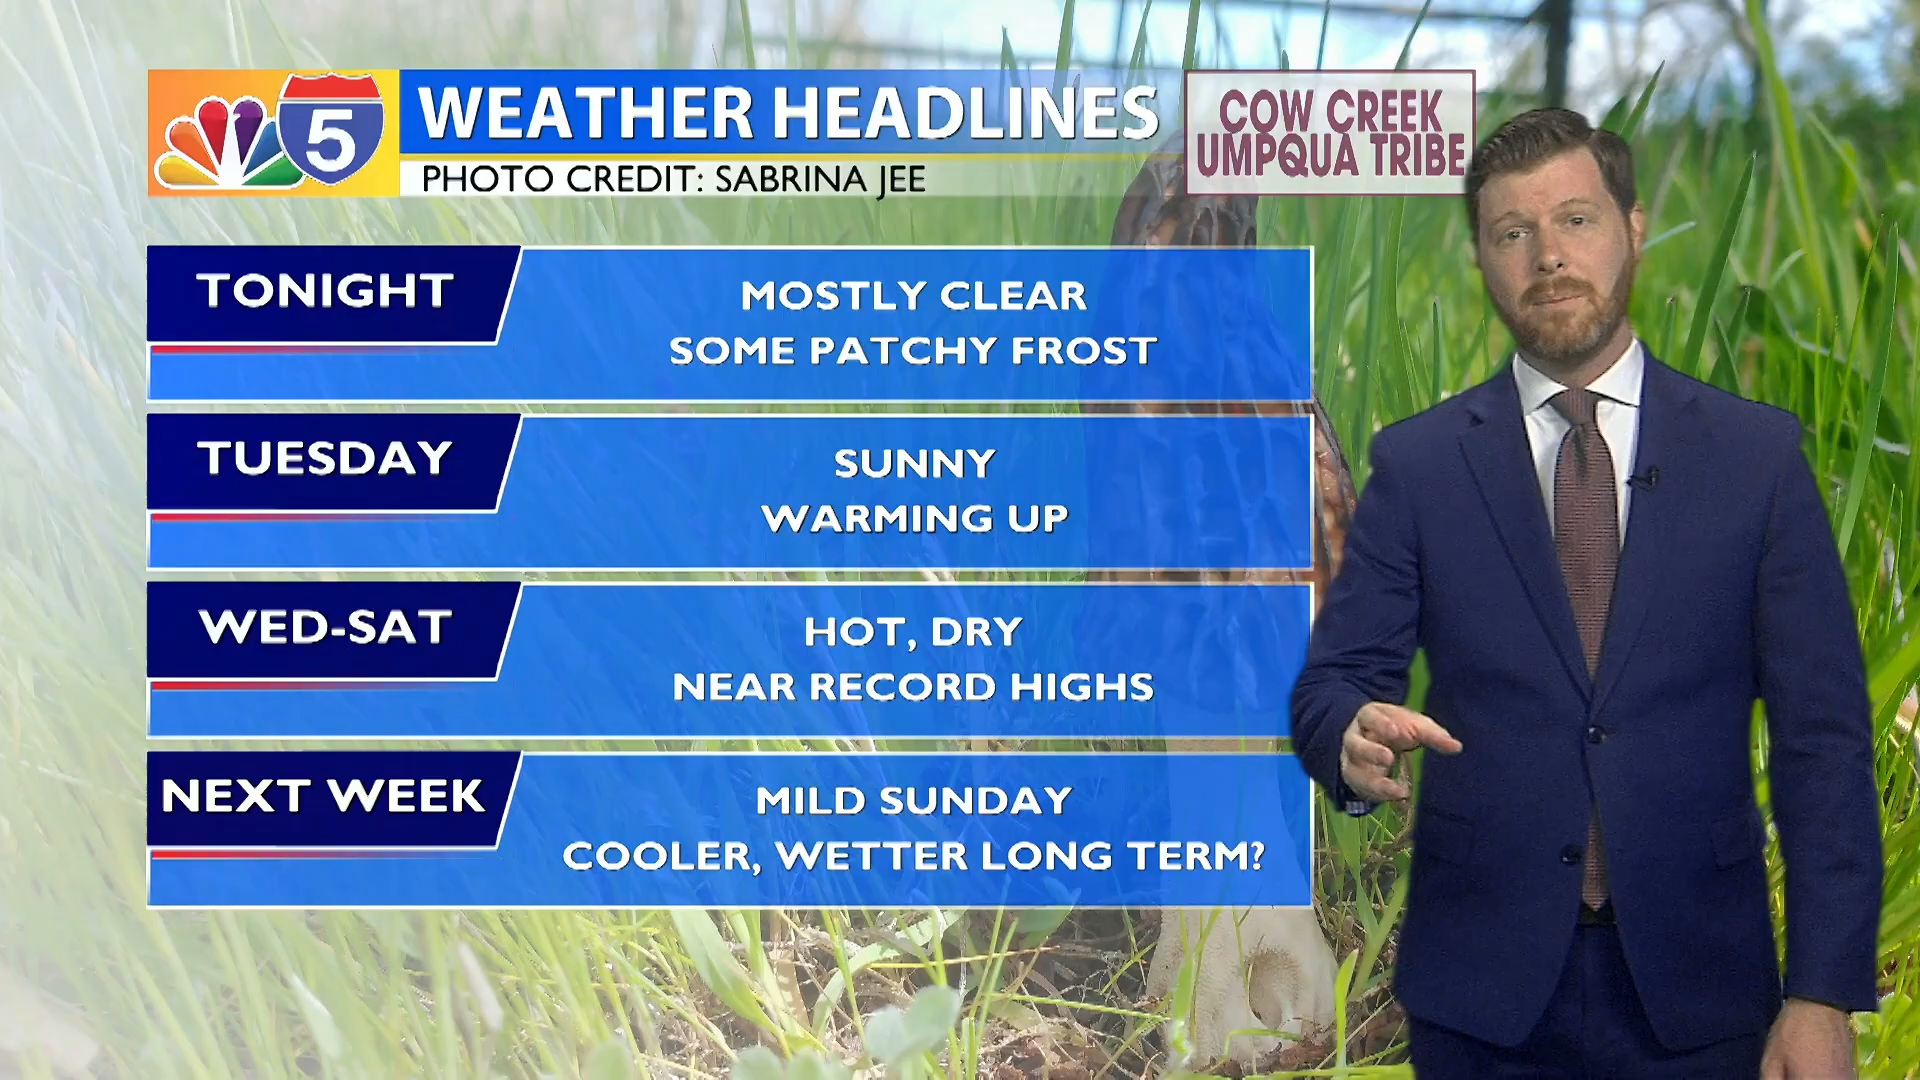 5
WEATHER HEADLINES
PHOTO CREDIT: SABRINA JEE
COW CREEK
UMPQUA TRIBE
TONIGHT
MOSTLY CLEAR
SOME PATCHY FROST
TUESDAY
SUNNY
WARMING UP
WED-SAT
HOT, DRY
NEAR RECORD HIGHS
NEXT WEEK
MILD SUNDAY
COOLER, WETTER LONG TERM?